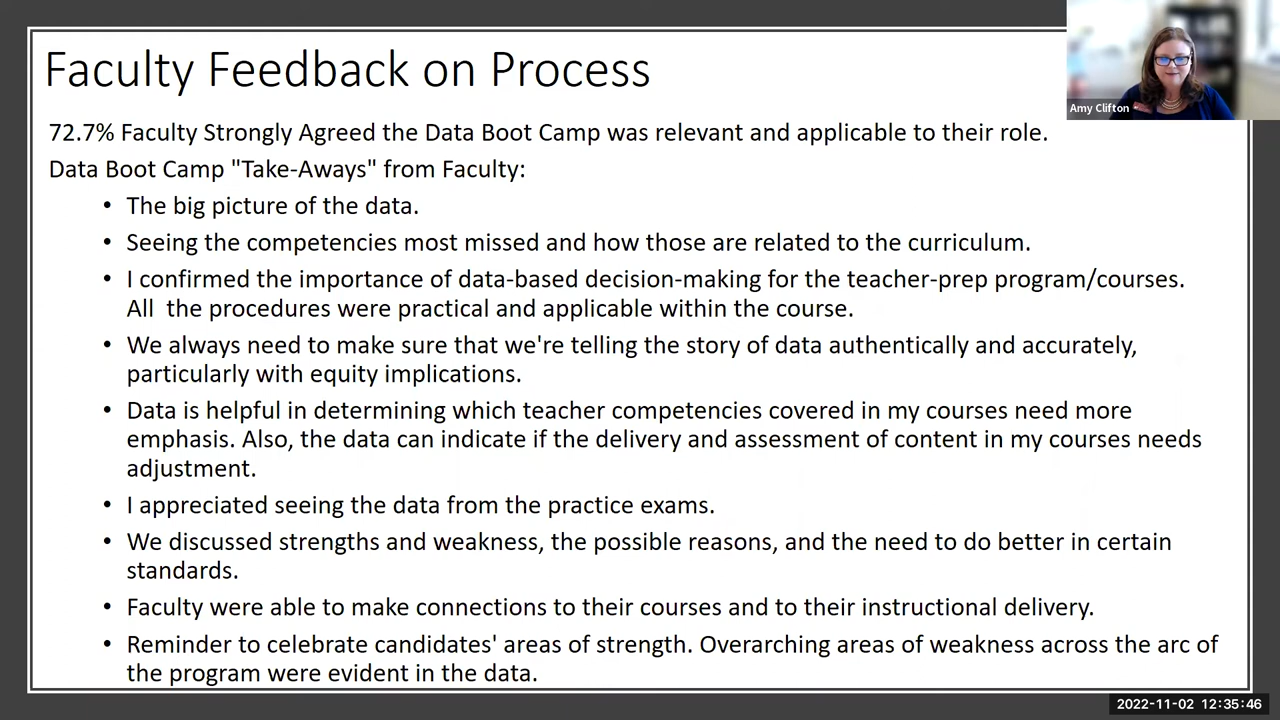 Faculty Feedback on Process
Amy Clifton
72.7% Faculty Strongly Agreed the Data Boot Camp was relevant and applicable to their role.
Data Boot Camp "Take-Aways" from Faculty:
• The big picture of the data.
• Seeing the competencies most missed and how those are related to the curriculum.
• I confirmed the importance of data-based decision-making for the teacher-prep program/courses.
All  the procedures were practical and applicable within the course.
• We always need to make sure that we're telling the story of data authentically and accurately,
particularly with equity implications.
• Data is helpful in determining which teacher competencies covered in my courses need more
emphasis. Also, the data can indicate if the delivery and assessment of content in my courses needs
adjustment.
• I appreciated seeing the data from the practice exams.
• We discussed strengths and weakness, the possible reasons, and the need to do better in certain
standards.
• Faculty were able to make connections to their courses and to their instructional delivery.
• Reminder to celebrate candidates' areas of strength. Overarching areas of weakness across the arc of
the program were evident in the data.
2022-11-02 12:35:46